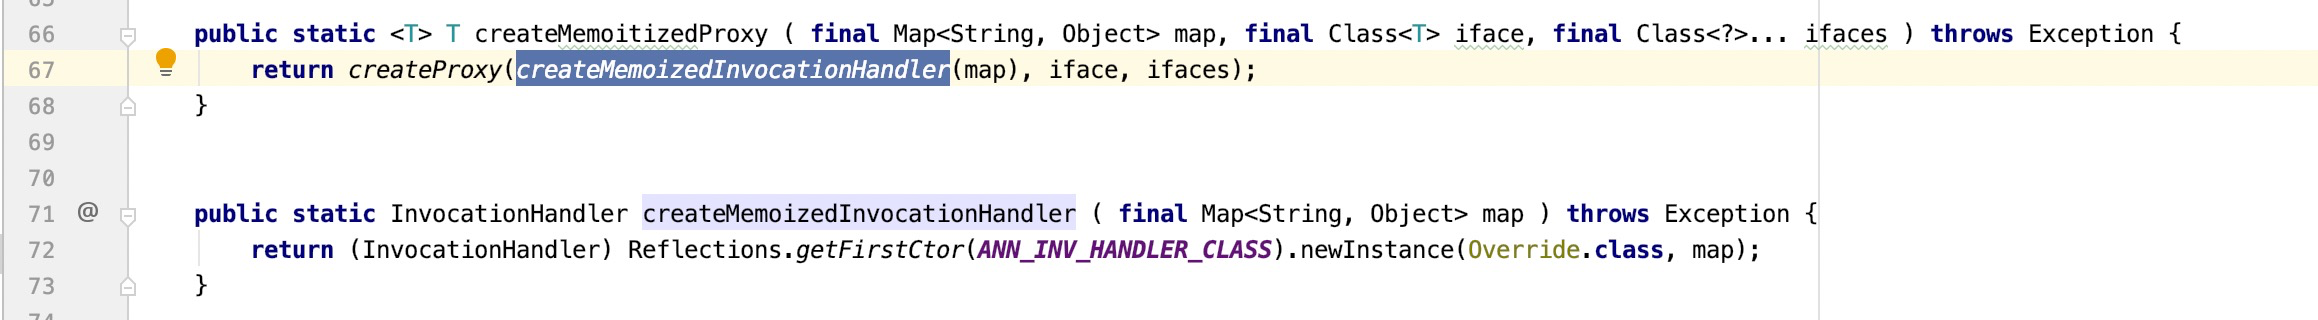 66 public static <T> T createMemoitizedProxy ( final Map<String, Object> map, final Class<T> iface, final Class<?>... ifaces ) throws Exception {
67 return createProxy(createMemoizedInvocationHandler(map), iface, ifaces);
68 }
69
70
71 @ public static InvocationHandler createMemoizedInvocationHandler ( final Map<String, Object> map ) throws Exception {
72 return (InvocationHandler) Reflections.getFirstCtor(ANN_INV_HANDLER_CLASS).newInstance(Override.class, map);
73 }